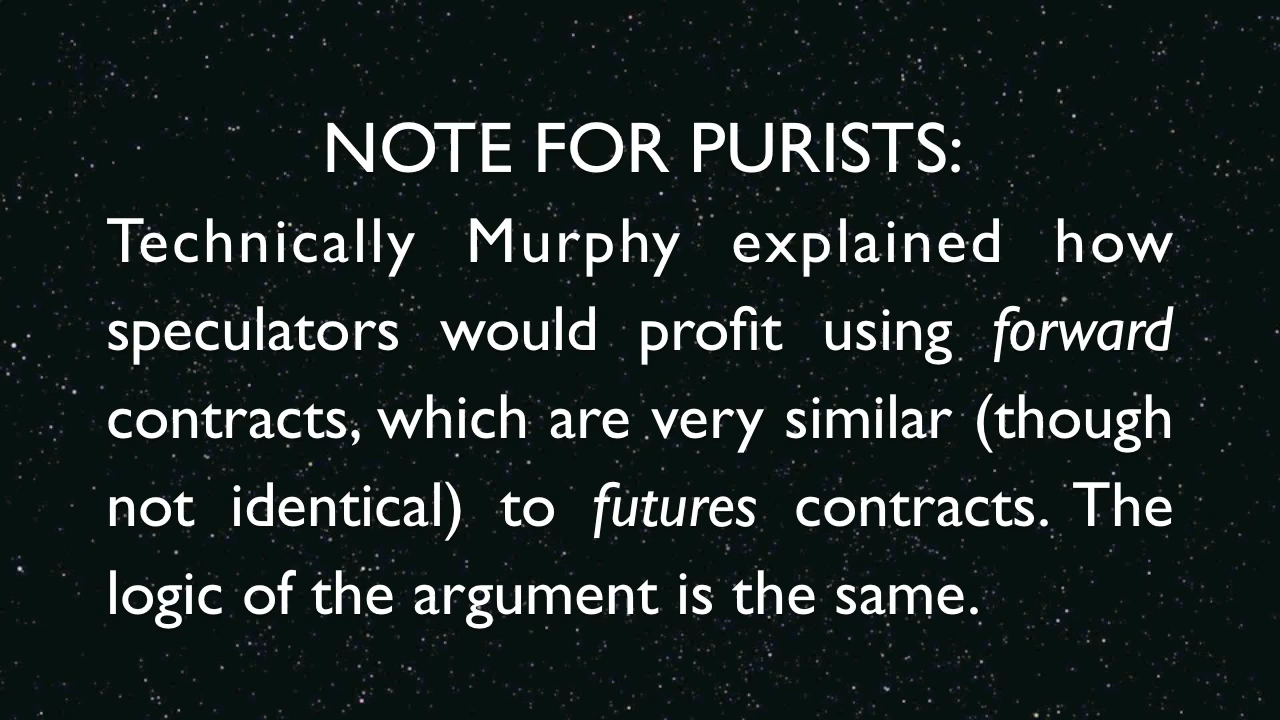 NOTE FOR PURISTS:
Technically Murphy explained how
speculators would profit using forward
contracts, which are very similar (though
not identical) to futures contracts. The
logic of the argument is the same.